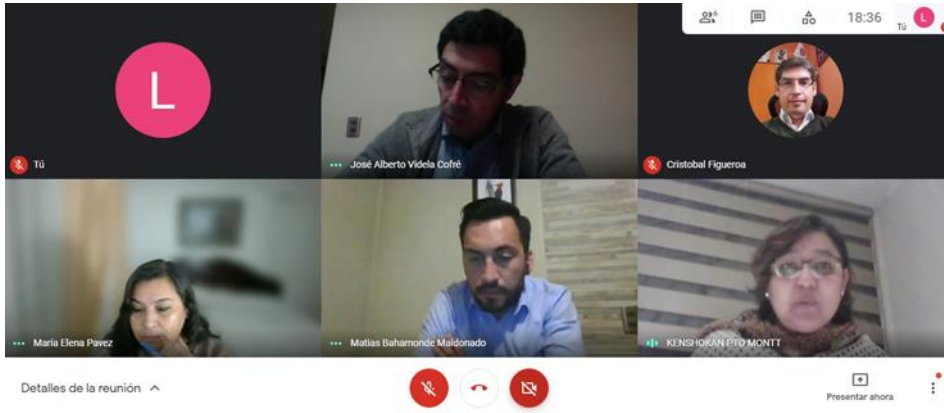 18:36
Tú
L
L
Tú
José Alberto Videla Cofré
Cristobal Figueroa
María Elena Pavez
Matías Bahamonde Maldonado
KENSHOKAN PTO MONTT
Detalles de la reunión
Presentar ahora